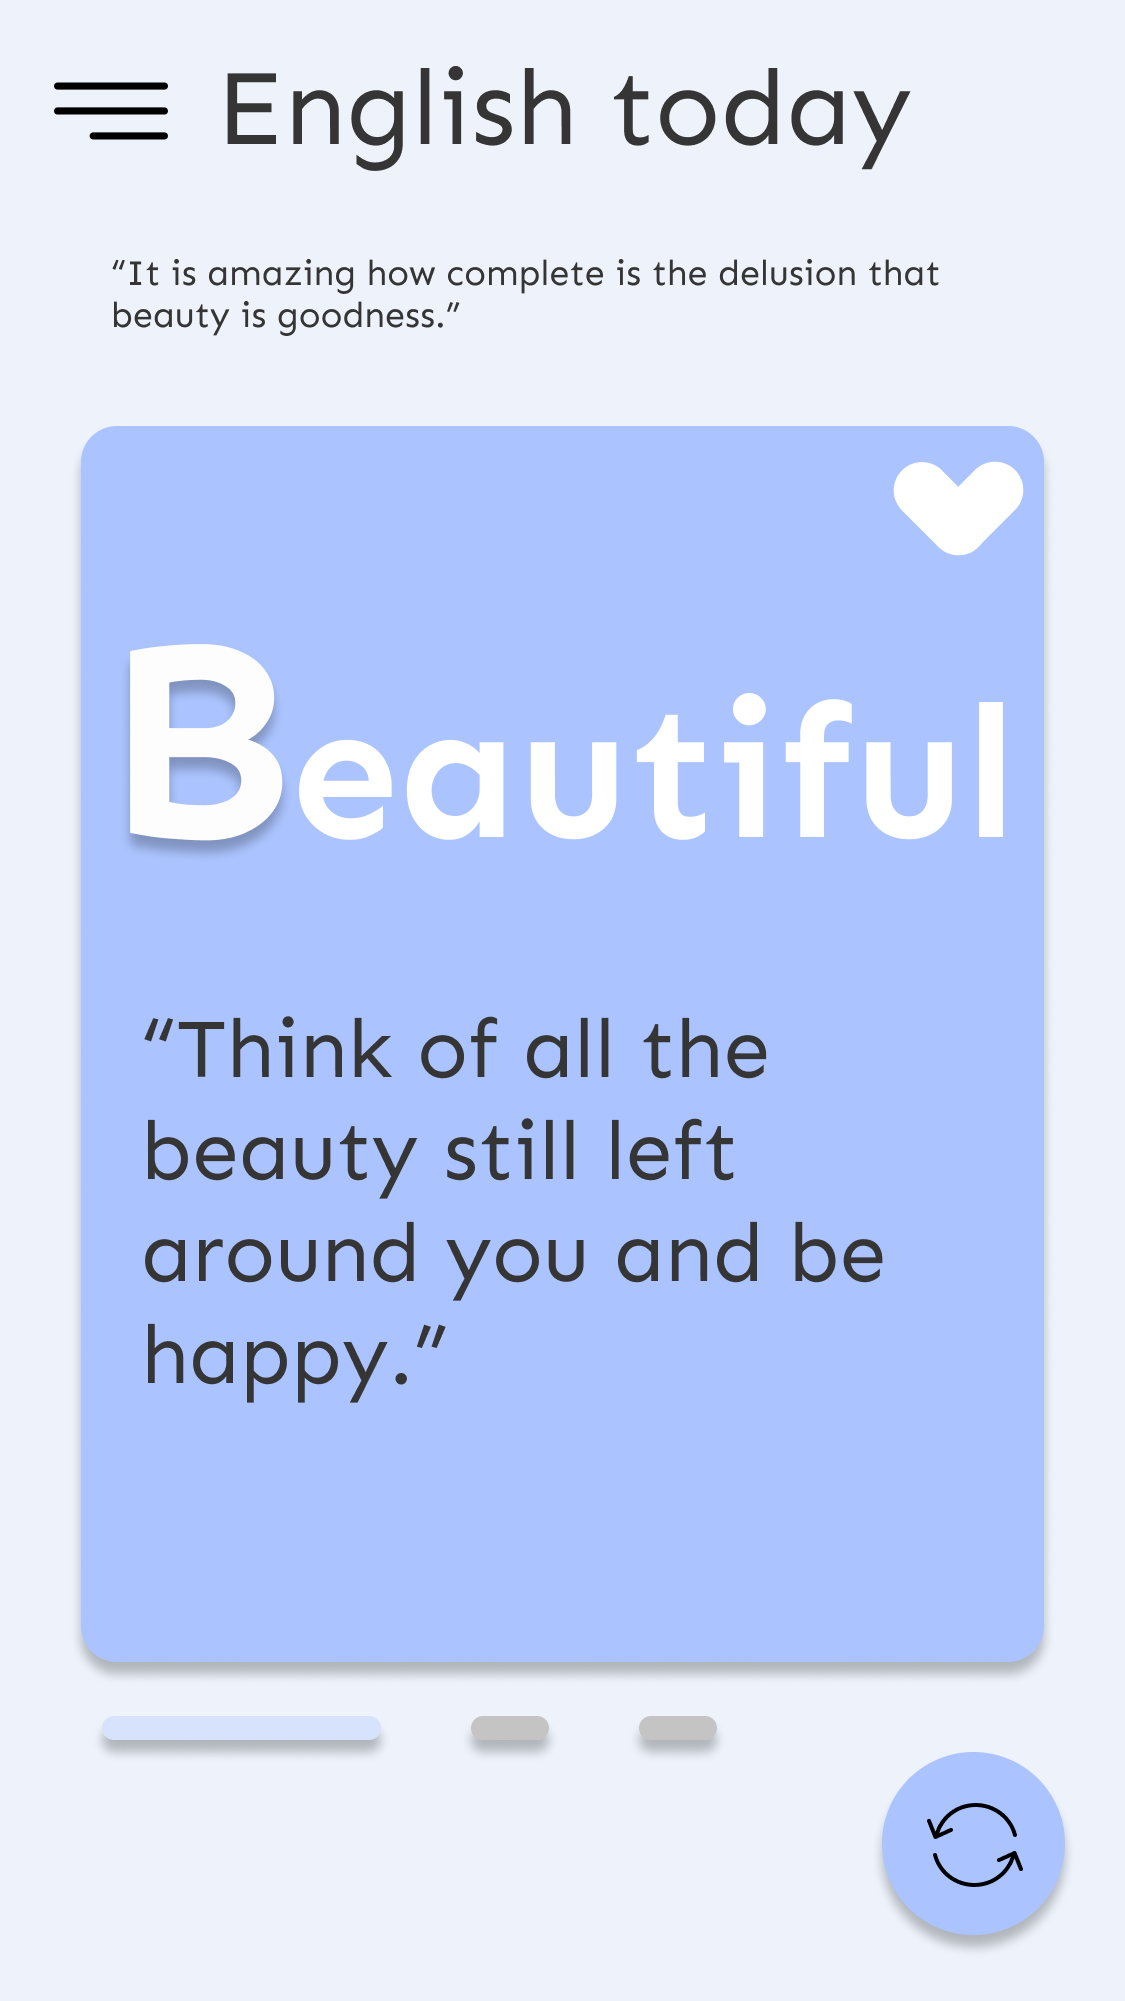 English today
“It is amazing how complete is the delusion that
beauty is goodness.”
Beautiful
“Think of all the
beauty still left
around you and be
happy.”